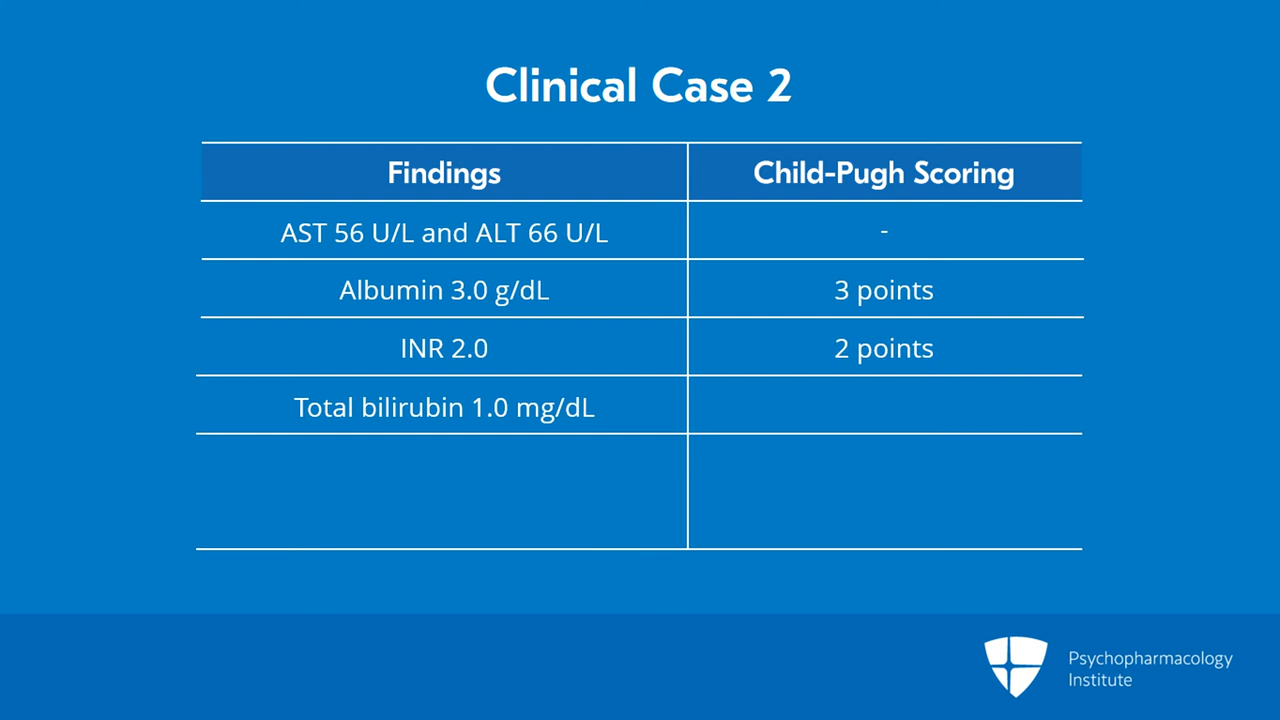 Clinical Case 2
Findings
Child-Pugh Scoring
AST 56 U/L and ALT 66 U/L
-
Albumin 3.0 g/dL
3 points
INR 2.0
2 points
Total bilirubin 1.0 mg/dL
Psychopharmacology
Institute